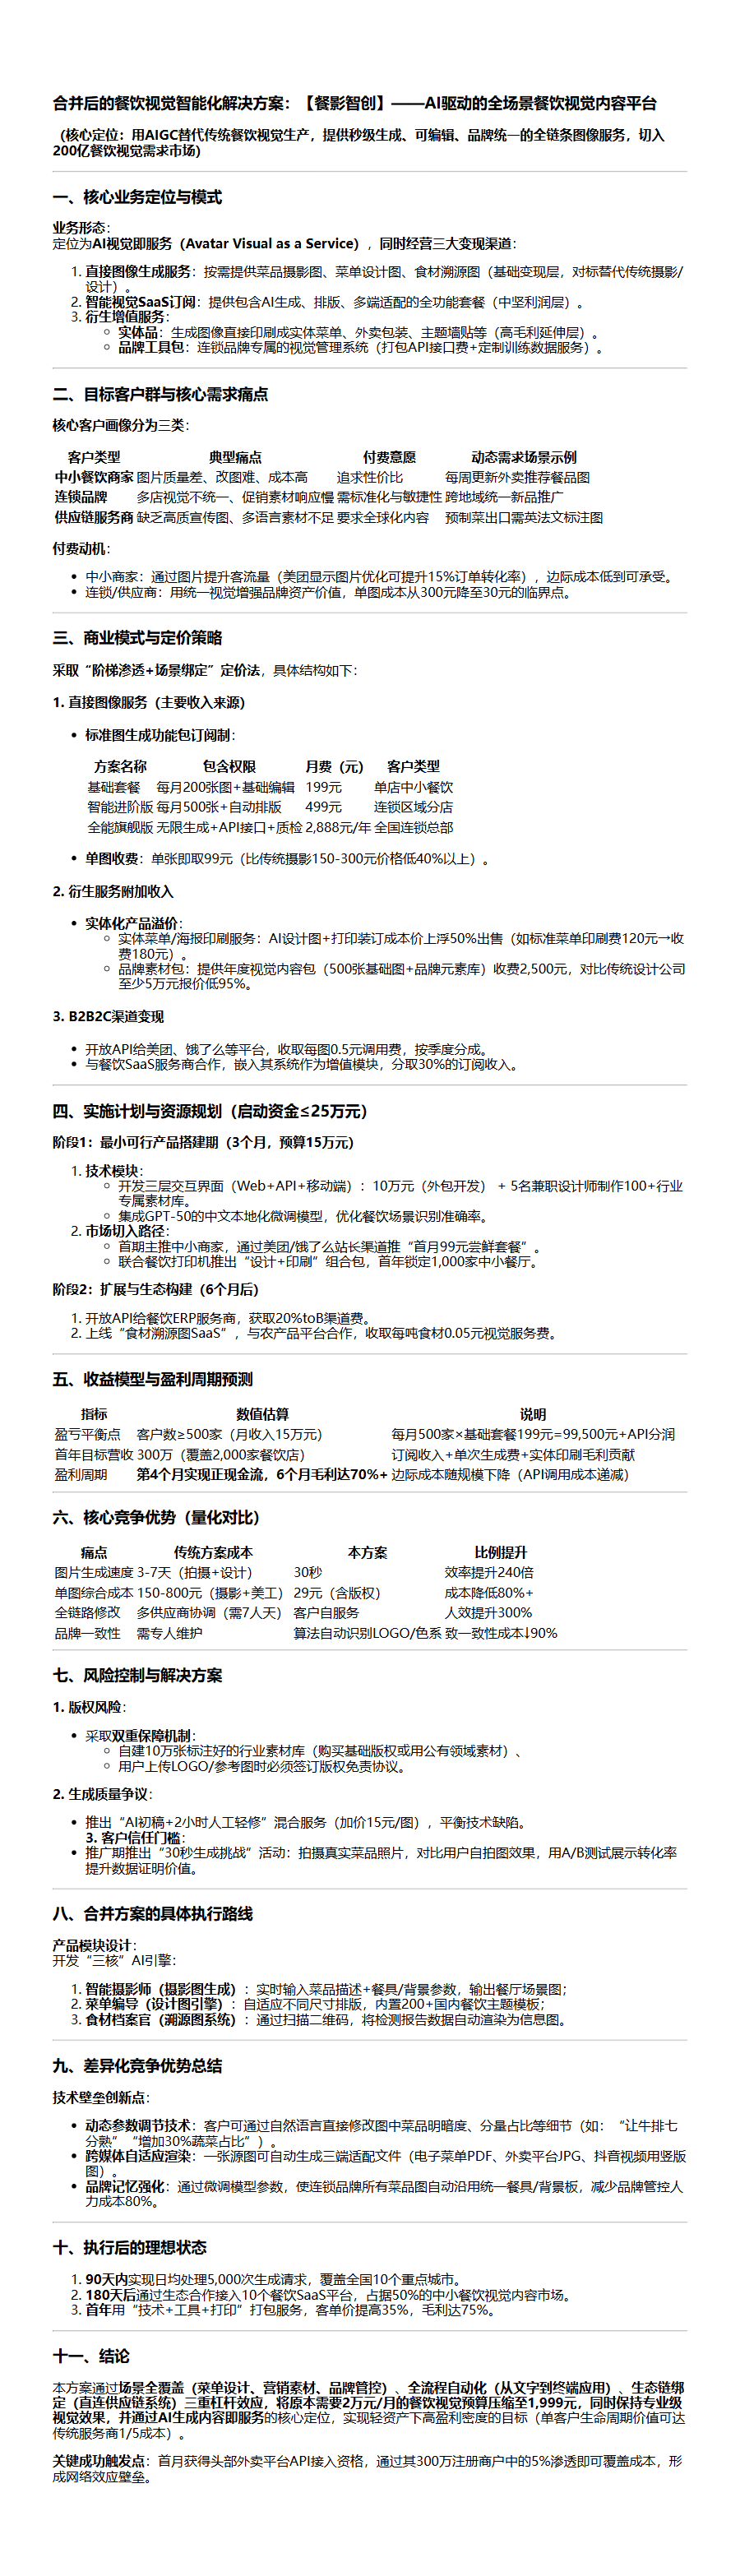 合并后的餐饮视觉智能化解决方案：【餐影智创】——AI驱动的全场景餐饮视觉内容平台
（核心定位：用AIGC替代传统餐饮视觉生产，提供秒级生成、可编辑、品牌统一的全链条图像服务，切入
200亿餐饮视觉需求市场）
一、核心业务定位与模式
业务形态：
定位为AI视觉即服务（Avatar Visual as a Service），同时经营三大变现渠道：
1. 直接图像生成服务：按需提供菜品摄影图、菜单设计图、食材溯源图（基础变现层，对标替代传统摄影/
设计）。
2. 智能视觉SaaS订阅：提供包含AI生成、排版、多端适配的全功能套餐（中坚利润层）。
3. 衍生增值服务：
○ 实体品：生成图像直接印刷成实体菜单、外卖包装、主题墙贴等（高毛利延伸层）。
○ 品牌工具包：连锁品牌专属的视觉管理系统（打包API接口费+定制训练数据服务）。
二、目标客户群与核心需求痛点
核心客户画像分为三类：
客户类型 典型痛点 付费意愿 动态需求场景示例
中小餐饮商家 图片质量差、改图难、成本高 追求性价比 每周更新外卖推荐餐品图
连锁品牌 多店视觉不统一、促销素材响应慢 需标准化与敏捷性 跨地域统一新品推广
供应链服务商 缺乏高质宣传图、多语言素材不足 要求全球化内容 预制菜出口需英法文标注图
付费动机：
• 中小商家：通过图片提升客流量（美团显示图片优化可提升15%订单转化率），边际成本低到可承受。
• 连锁/供应商：用统一视觉增强品牌资产价值，单图成本从300元降至30元的临界点。
三、商业模式与定价策略
采取“阶梯渗透+场景绑定”定价法，具体结构如下：
1. 直接图像服务（主要收入来源）
• 标准图生成功能包订阅制：
方案名称 包含权限 月费（元） 客户类型
基础套餐 每月200张图+基础编辑 199元 单店中小餐饮
智能进阶版 每月500张+自动排版 499元 连锁区域分店
全能旗舰版 无限生成+API接口+质检 2,888元/年 全国连锁总部
• 单图收费：单张即取99元（比传统摄影150-300元价格低40%以上）。
2. 衍生服务附加收入
• 实体化产品溢价：
○ 实体菜单/海报印刷服务：AI设计图+打印装订成本价上浮50%出售（如标准菜单印刷费120元→收
费180元）。
○ 品牌素材包：提供年度视觉内容包（500张基础图+品牌元素库）收费2,500元，对比传统设计公司
至少5万元报价低95%。
3. B2B2C渠道变现
• 开放API给美团、饿了么等平台，收取每图0.5元调用费，按季度分成。
• 与餐饮SaaS服务商合作，嵌入其系统作为增值模块，分取30%的订阅收入。
四、实施计划与资源规划（启动资金≤25万元）
阶段1：最小可行产品搭建期（3个月，预算15万元）
1. 技术模块：
○ 开发三层交互界面（Web+API+移动端）：10万元（外包开发） + 5名兼职设计师制作100+行业
专属素材库。
○ 集成GPT-50的中文本地化微调模型，优化餐饮场景识别准确率。
2. 市场切入路径：
○ 首期主推中小商家，通过美团/饿了么站长渠道推“首月99元尝鲜套餐”。
○ 联合餐饮打印机推出“设计+印刷”组合包，首年锁定1,000家中小餐厅。
阶段2：扩展与生态构建（6个月后）
1. 开放API给餐饮ERP服务商，获取20%toB渠道费。
2. 上线“食材溯源图SaaS”，与农产品平台合作，收取每吨食材0.05元视觉服务费。
五、收益模型与盈利周期预测
指标 数值估算 说明
盈亏平衡点 客户数≥500家（月收入15万元） 每月500家×基础套餐199元=99,500元+API分润
首年目标营收 300万（覆盖2,000家餐饮店） 订阅收入+单次生成费+实体印刷毛利贡献
盈利周期 第4个月实现正现金流，6个月毛利达70%+ 边际成本随规模下降（API调用成本递减）
六、核心竞争优势（量化对比）
痛点 传统方案成本 本方案 比例提升
图片生成速度 3-7天（拍摄+设计） 30秒 效率提升240倍
单图综合成本 150-800元（摄影+美工） 29元（含版权） 成本降低80%+
全链路修改 多供应商协调（需7人天） 客户自服务 人效提升300%
品牌一致性 需专人维护 算法自动识别LOGO/色系 致一致性成本↓90%
七、风险控制与解决方案
1. 版权风险：
• 采取双重保障机制：
○ 自建10万张标注好的行业素材库（购买基础版权或用公有领域素材）、
○ 用户上传LOGO/参考图时必须签订版权免责协议。
2. 生成质量争议：
• 推出“AI初稿+2小时人工轻修”混合服务（加价15元/图），平衡技术缺陷。
3. 客户信任门槛：
• 推广期推出“30秒生成挑战”活动：拍摄真实菜品照片，对比用户自拍图效果，用A/B测试展示转化率
提升数据证明价值。
八、合并方案的具体执行路线
产品模块设计：
开发“三核”AI引擎：
1. 智能摄影师（摄影图生成）：实时输入菜品描述+餐具/背景参数，输出餐厅场景图；
2. 菜单编导（设计图引擎）：自适应不同尺寸排版，内置200+国内餐饮主题模板；
3. 食材档案官（溯源图系统）：通过扫描二维码，将检测报告数据自动渲染为信息图。
九、差异化竞争优势总结
技术壁垒创新点：
• 动态参数调节技术：客户可通过自然语言直接修改图中菜品明暗度、分量占比等细节（如：“让牛排七
分熟”“增加30%蔬菜占比”）。
• 跨媒体自适应渲染：一张源图可自动生成三端适配文件（电子菜单PDF、外卖平台JPG、抖音视频用竖版
图）。
• 品牌记忆强化：通过微调模型参数，使连锁品牌所有菜品图自动沿用统一餐具/背景板，减少品牌管控人
力成本80%。
十、执行后的理想状态
1. 90天内实现日均处理5,000次生成请求，覆盖全国10个重点城市。
2. 180天后通过生态合作接入10个餐饮SaaS平台，占据50%的中小餐饮视觉内容市场。
3. 首年用“技术+工具+打印”打包服务，客单价提高35%，毛利达75%。
十一、结论
本方案通过场景全覆盖（菜单设计、营销素材、品牌管控）、全流程自动化（从文字到终端应用）、生态链绑
定（直连供应链系统）三重杠杆效应，将原本需要2万元/月的餐饮视觉预算压缩至1,999元，同时保持专业级
视觉效果，并通过AI生成内容即服务的核心定位，实现轻资产下高盈利密度的目标（单客户生命周期价值可达
传统服务商1/5成本）。
关键成功触发点：首月获得头部外卖平台API接入资格，通过其300万注册商户中的5%渗透即可覆盖成本，形
成网络效应壁垒。